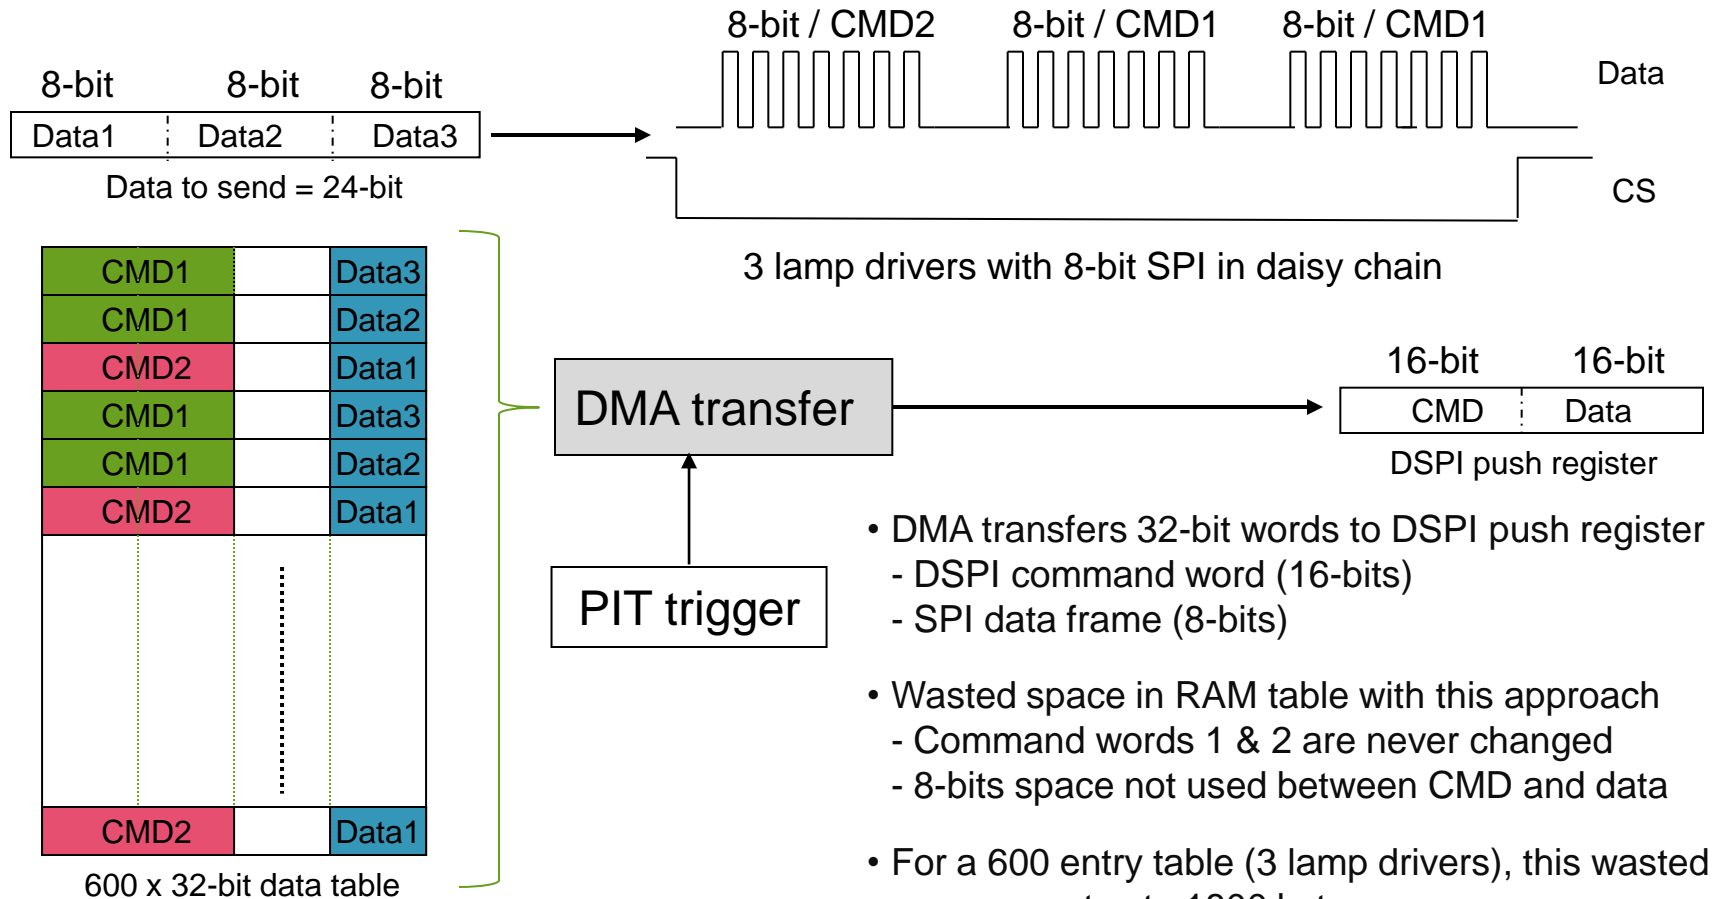 8-bit / CMD2 8-bit / CMD1 8-bit / CMD1
Data
8-bit 8-bit 8-bit
Data1 Data2 Data3
Data to send = 24-bit
CS
3 lamp drivers with 8-bit SPI in daisy chain
CMD1 Data3
CMD1 Data2
CMD2 Data1
CMD1 Data3
CMD1 Data2
CMD2 Data1
CMD2 Data1
600 x 32-bit data table
DMA transfer
PIT trigger
16-bit 16-bit
CMD Data
DSPI push register
• DMA transfers 32-bit words to DSPI push register
- DSPI command word (16-bits)
- SPI data frame (8-bits)
• Wasted space in RAM table with this approach
- Command words 1 & 2 are never changed
- 8-bits space not used between CMD and data
• For a 600 entry table (3 lamp drivers), this wasted